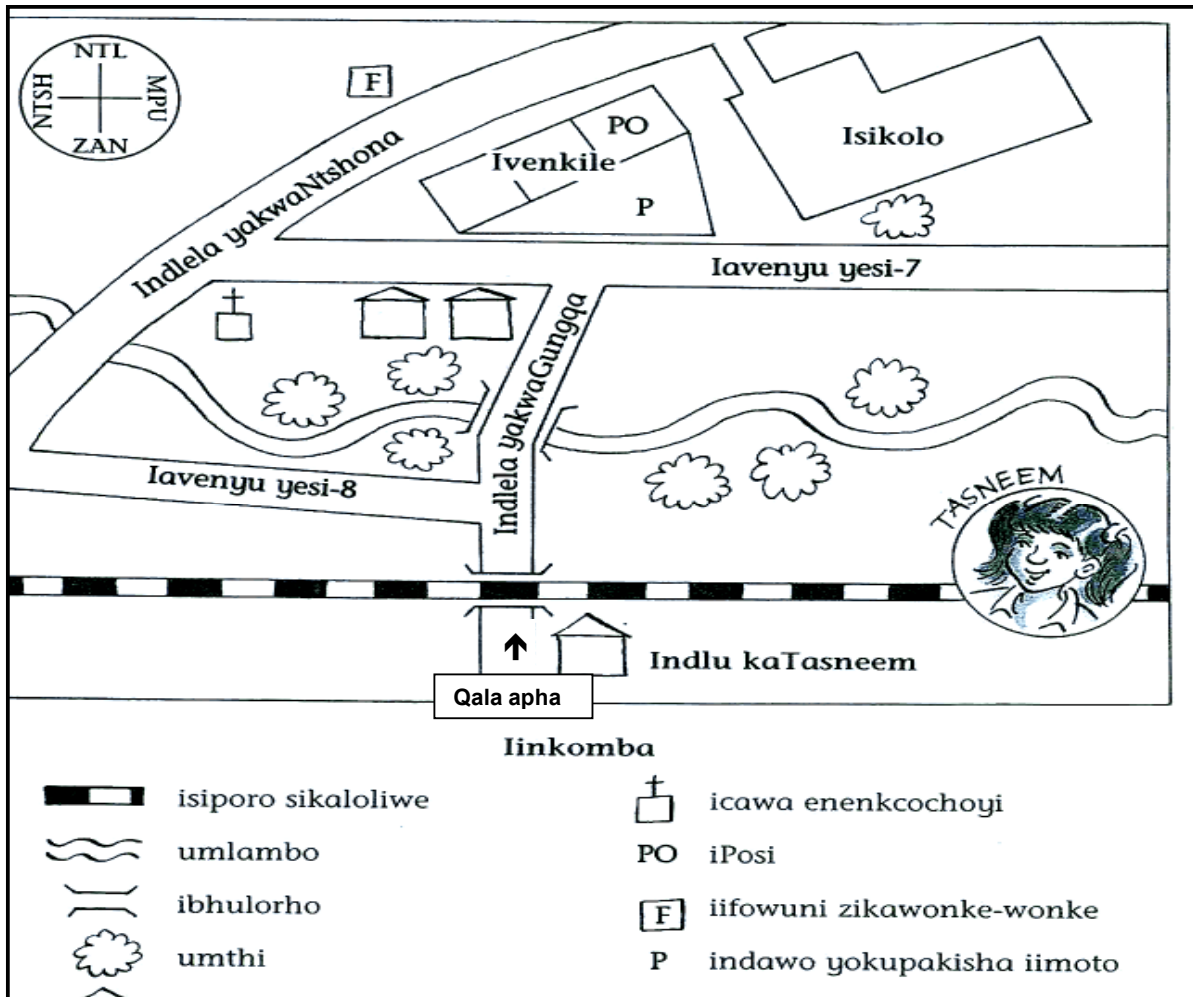 NTL
NTSH
MPU
ZAN
F
PO
Ivenkile
P
Isikolo
Indlela yakwaNtshona
Iavenyu yesi-7
Indlela yakwaGungqa
Iavenyu yesi-8
TASNEEM
Indlu kaTasneem
Qala apha
Iinkomba
isiporo sikaloliwe
icawa enenkcochoyi
umlambo
PO iPosi
ibhulorho
F iifowuni zikawonke-wonke
umthi
P indawo yokupakisha iimoto